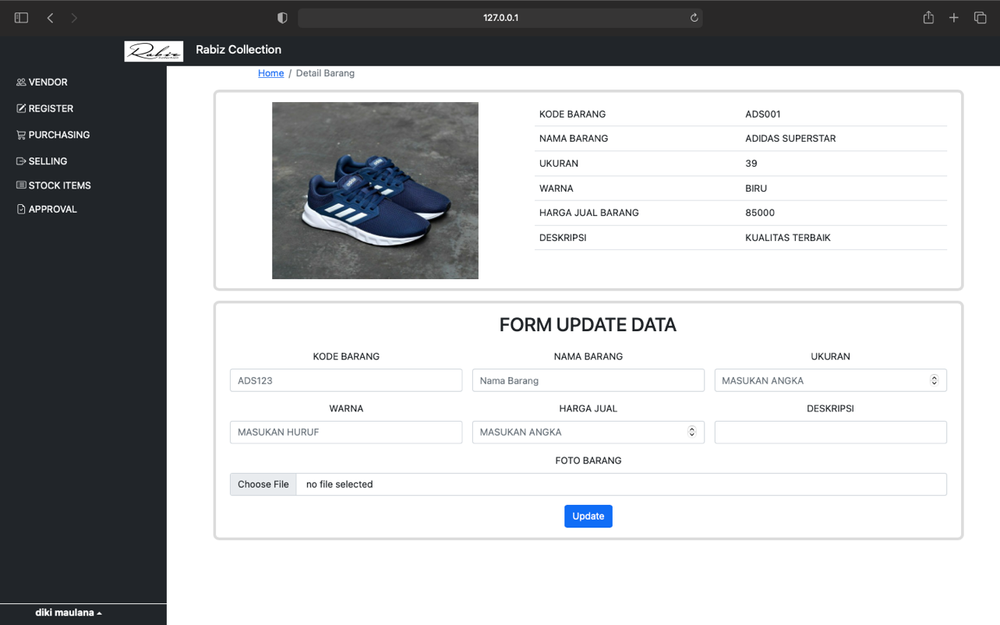 127.0.0.1
Rabiz
Rabiz Collection
VENDOR
REGISTER
PURCHASING
SELLING
STOCK ITEMS
APPROVAL
diki maulana
Home / Detail Barang
KODE BARANG ADS001
NAMA BARANG ADIDAS SUPERSTAR
UKURAN 39
WARNA BIRU
HARGA JUAL BARANG 85000
DESKRIPSI KUALITAS TERBAIK
FORM UPDATE DATA
KODE BARANG NAMA BARANG UKURAN
ADS123 Nama Barang MASUKAN ANGKA
WARNA HARGA JUAL DESKRIPSI
MASUKAN HURUF MASUKAN ANGKA
FOTO BARANG
Choose File no file selected
Update